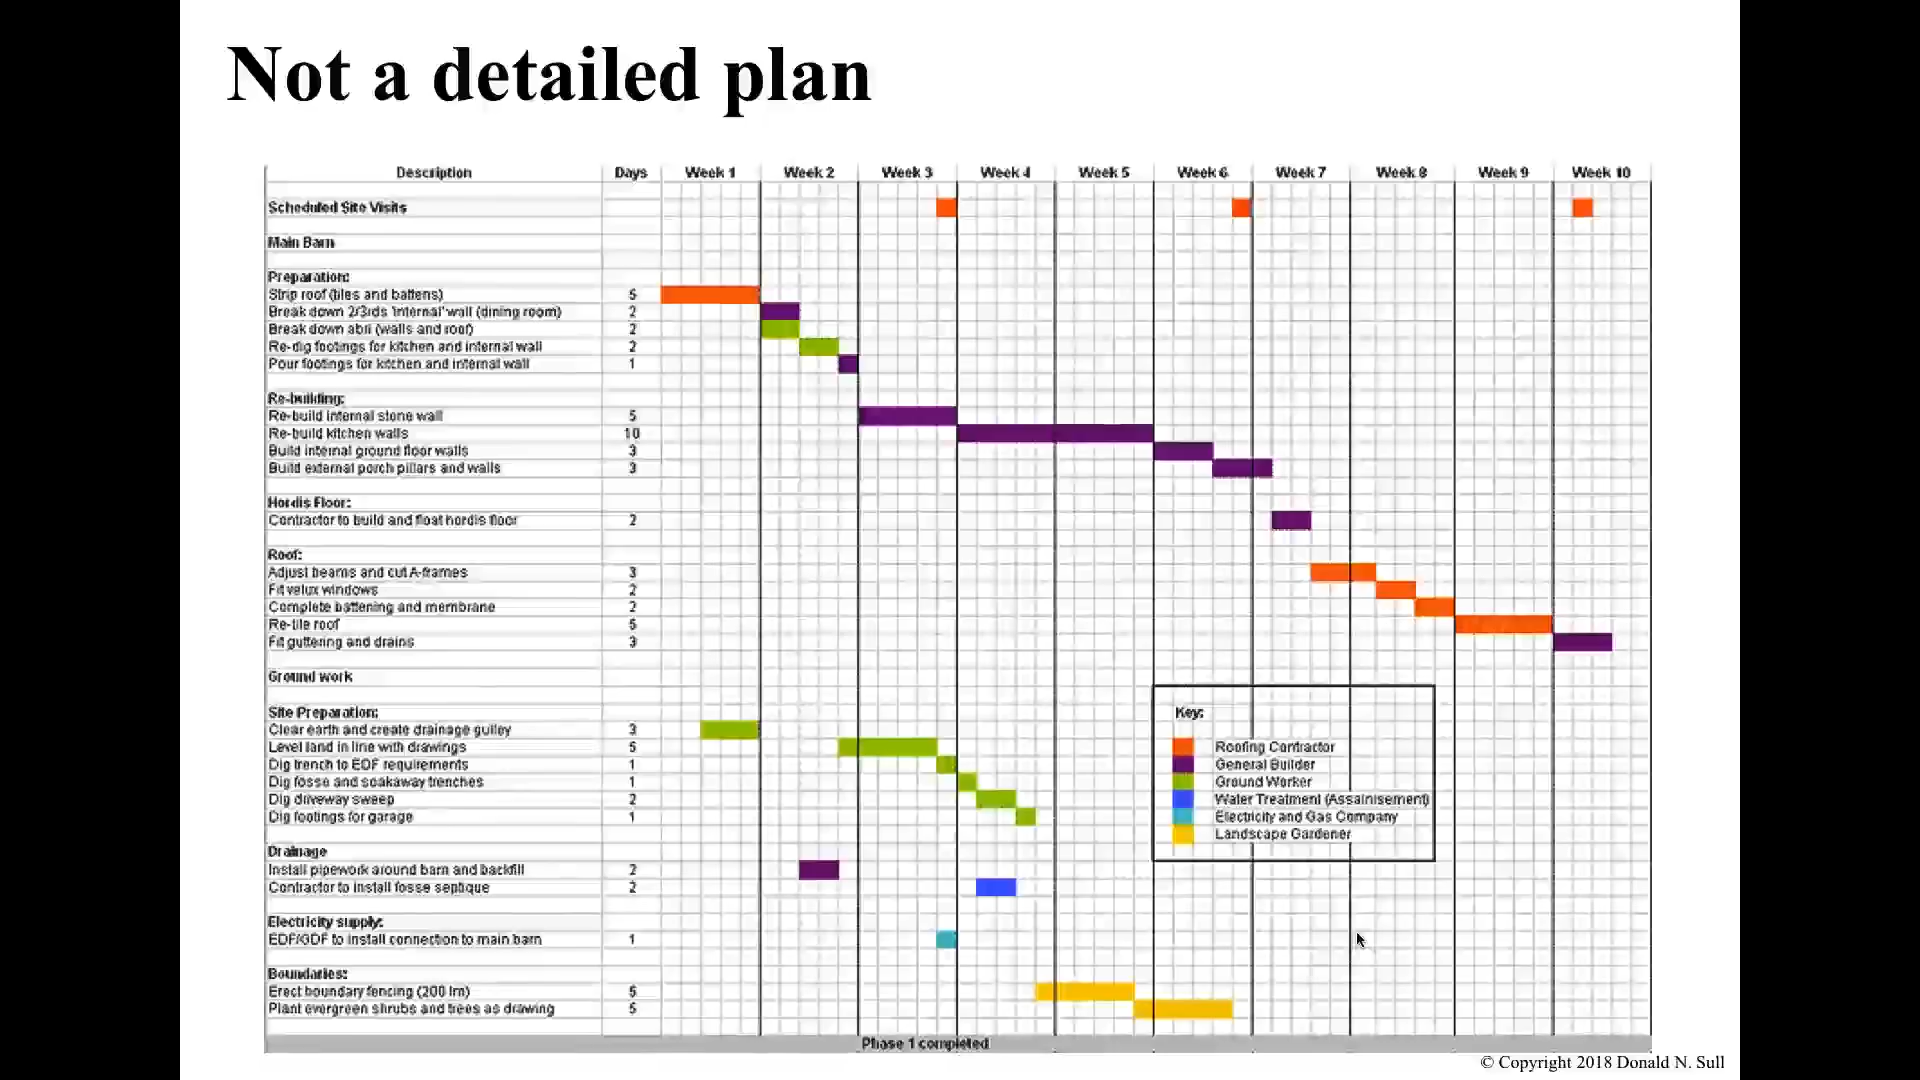 Not a detailed plan
Description Days Week 1 Week 2 Week 3 Week 4 Week 5 Week 6 Week 7 Week 8 Week 9 Week 10
Scheduled Site Visits
Main Barn
Preparation:
Strip roof (tiles and battens) 5
Break down 2/3rds 'internal' wall (dining room) 2
Break down abri (walls and roof) 2
Re-dig footings for kitchen and internal wall 2
Pour footings for kitchen and internal wall 1
Re-building:
Re-build internal stone wall 5
Re-build kitchen walls 10
Build internal ground floor walls 3
Build external porch pillars and walls 3
Hordis Floor:
Contractor to build and float hordis floor 2
Roof:
Adjust beams and cut A-frames 3
Fit velux windows 2
Complete battening and membrane 2
Re-tile roof 5
Fit guttering and drains 3
Ground work
Site Preparation:
Clear earth and create drainage gulley 3
Level land in line with drawings 5
Dig trench to EDF requirements 1
Dig fosse and soakaway trenches 1
Dig driveway sweep 2
Dig footings for garage 1
Drainage
Install pipework around barn and backfill 2
Contractor to install fosse septique 2
Electricity supply:
EDF/GDF to install connection to main barn 1
Boundaries:
Erect boundary fencing (200 lm) 5
Plant evergreen shrubs and trees as drawing 5
Key:
Roofing Contractor
General Builder
Ground Worker
Water Treatment (Assainisement)
Electricity and Gas Company
Landscape Gardener
Phase 1 completed
© Copyright 2018 Donald N. Sull